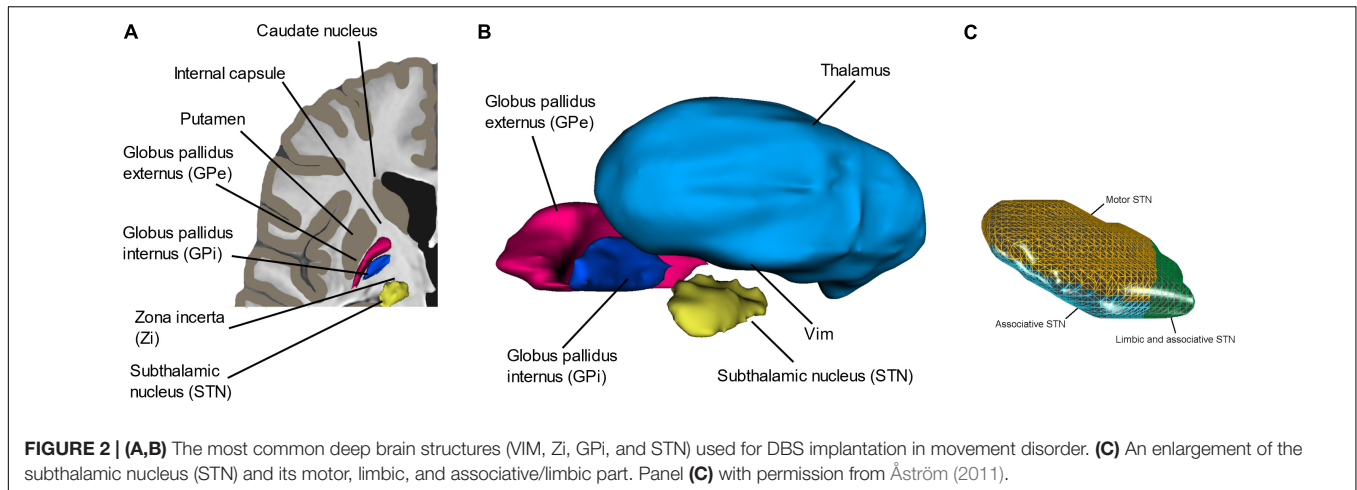 A
Caudate nucleus
Internal capsule
Putamen
Globus pallidus
externus (GPe)
Globus pallidus
internus (GPi)
Zona incerta
(Zi)
Subthalamic
nucleus (STN)
B
Thalamus
Globus pallidus
externus (GPe)
Globus pallidus
internus (GPi)
Vim
Subthalamic nucleus (STN)
C
Motor STN
Associative STN
Limbic and associative STN
FIGURE 2 | (A,B) The most common deep brain structures (VIM, Zi, GPi, and STN) used for DBS implantation in movement disorder. (C) An enlargement of the
subthalamic nucleus (STN) and its motor, limbic, and associative/limbic part. Panel (C) with permission from Åström (2011).